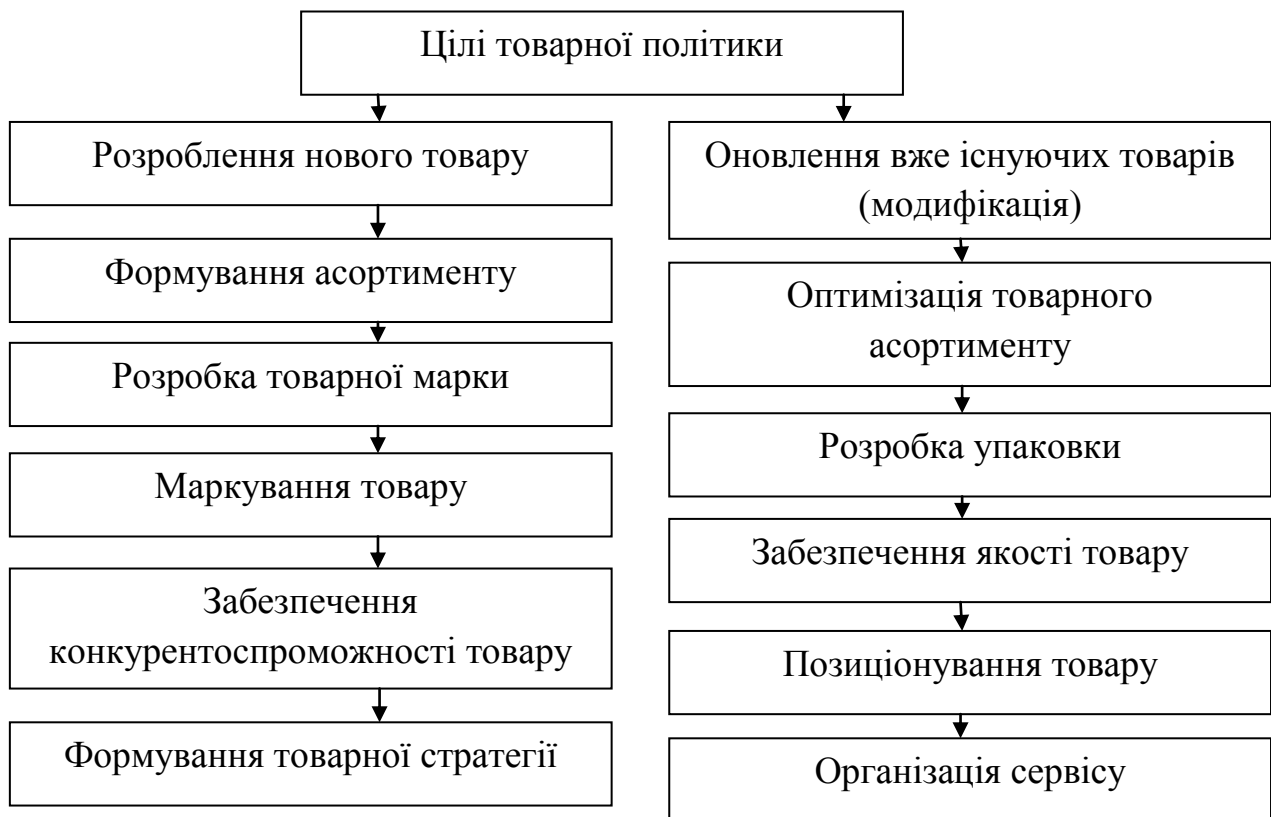 Цілі товарної політики
Розроблення нового товару
Формування асортименту
Розробка товарної марки
Маркування товару
Забезпечення
конкурентоспроможності товару
Формування товарної стратегії
Оновлення вже існуючих товарів
(модифікація)
Оптимізація товарного
асортименту
Розробка упаковки
Забезпечення якості товару
Позиціонування товару
Організація сервісу